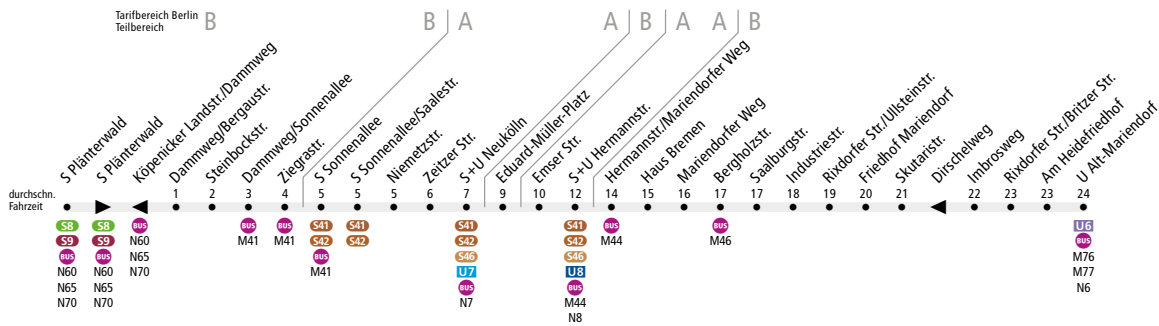 Tarifbereich Berlin
Teilbereich
B B A A B A A B
S Plänterwald
S Plänterwald
Köpenicker Landstr./Dammweg
Dammweg/Bergaustr.
Steinbockstr.
Dammweg/Sonnenallee
Ziegrastr.
S Sonnenallee
S Sonnenallee/Saalestr.
Niemetzstr.
Zeitzer Str.
S+U Neukölln
Eduard-Müller-Platz
Emser Str.
S+U Hermannstr.
Hermannstr./Mariendorfer Weg
Haus Bremen
Mariendorfer Weg
Bergholzstr.
Saalburgstr.
Industriestr.
Rixdorfer Str./Ullsteinstr.
Friedhof Mariendorf
Skutaristr.
Dirschelweg
Imbrosweg
Rixdorfer Str./Britzer Str.
Am Heidefriedhof
U Alt-Mariendorf
durchschn.
Fahrzeit
1 2 3 4 5 5 5 6 7 9 10 12 14 15 16 17 17 18 19 20 21 22 23 23 24
S8 S8 BUS BUS BUS S41 S41 S41 S41 BUS BUS U6
S9 S9 N60 M41 M41 S42 S42 S42 S42 M44 M46 BUS
BUS BUS N65 BUS S46 S46 M76
N60 N60 N70 M41 U7 U8 M77
N65 N65 BUS BUS N6
N70 N70 N7 M44
N8